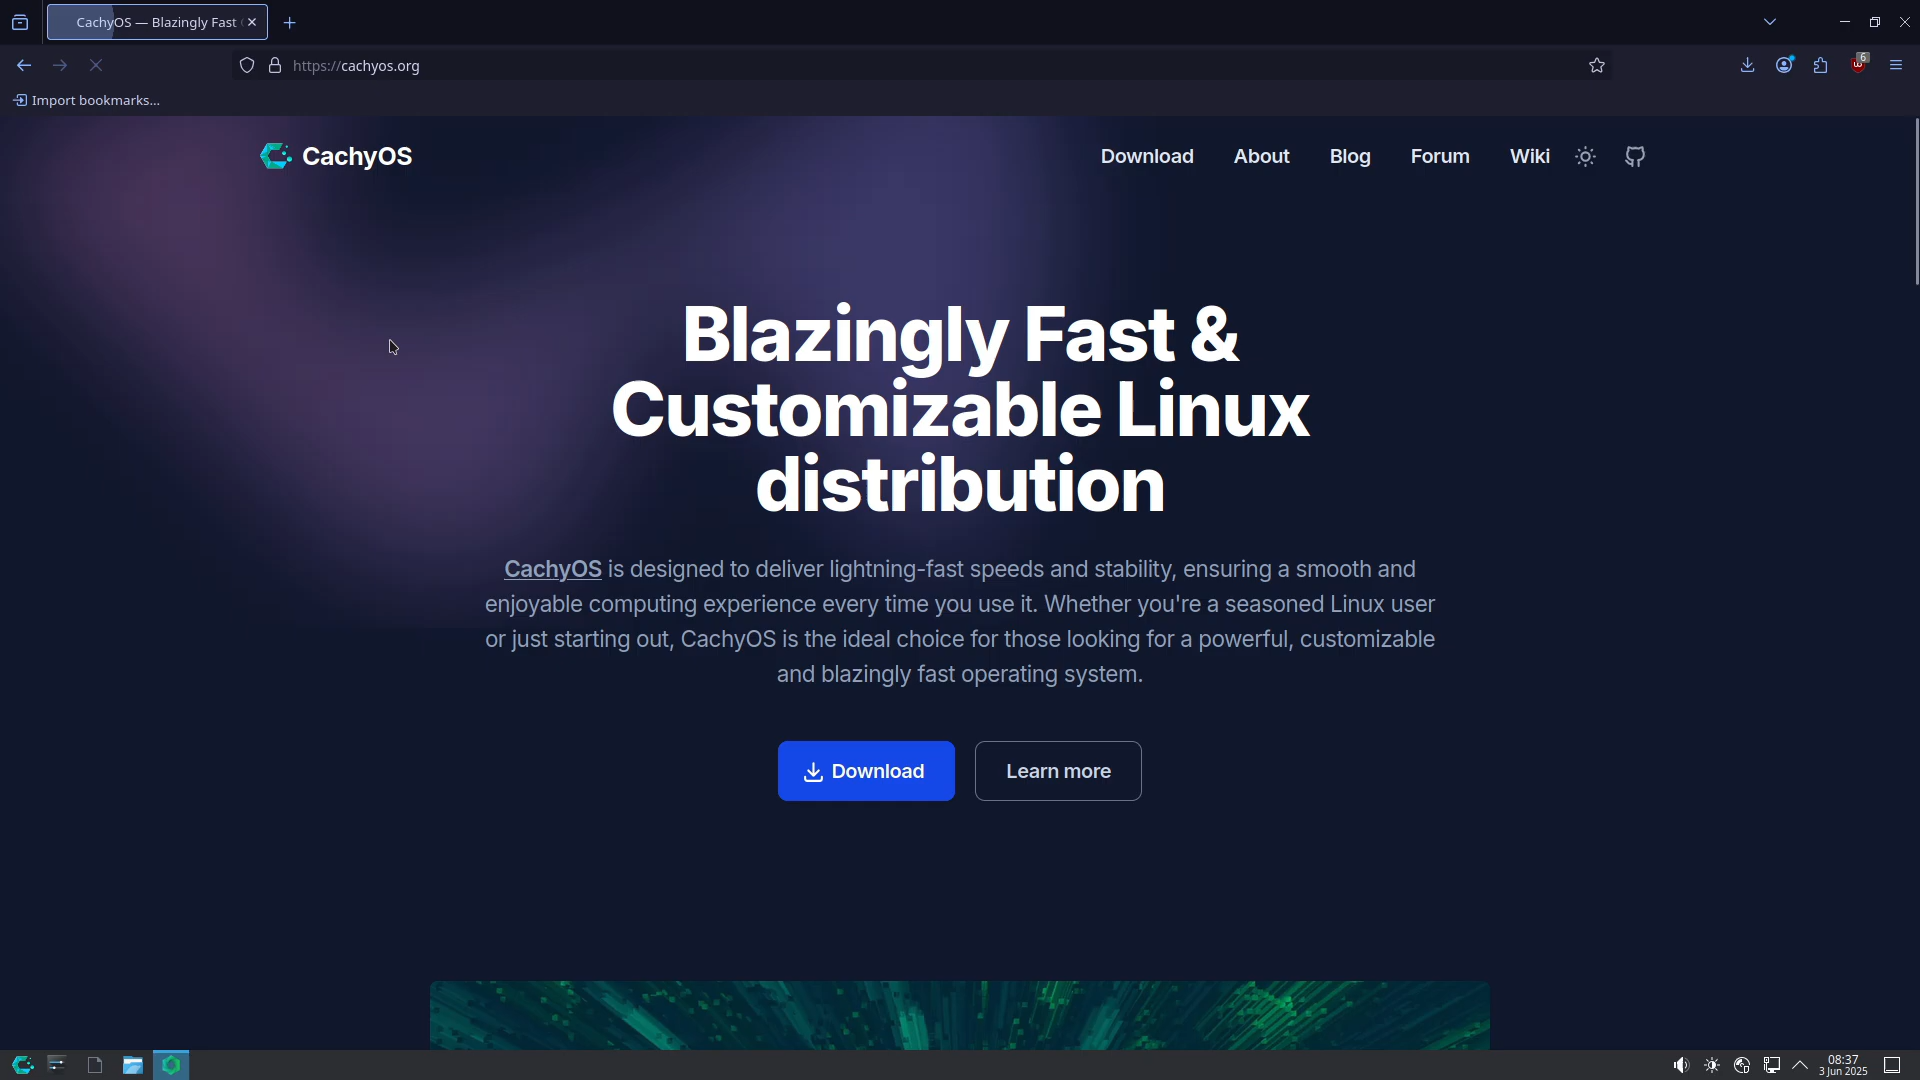 CachyOS — Blazingly Fast
https://cachyos.org
6
Import bookmarks...
CachyOS
Download
About
Blog
Forum
Wiki
Blazingly Fast &
Customizable Linux
distribution
CachyOS is designed to deliver lightning-fast speeds and stability, ensuring a smooth and
enjoyable computing experience every time you use it. Whether you're a seasoned Linux user
or just starting out, CachyOS is the ideal choice for those looking for a powerful, customizable
and blazingly fast operating system.
Download
Learn more
08:37
3 Jun 2025